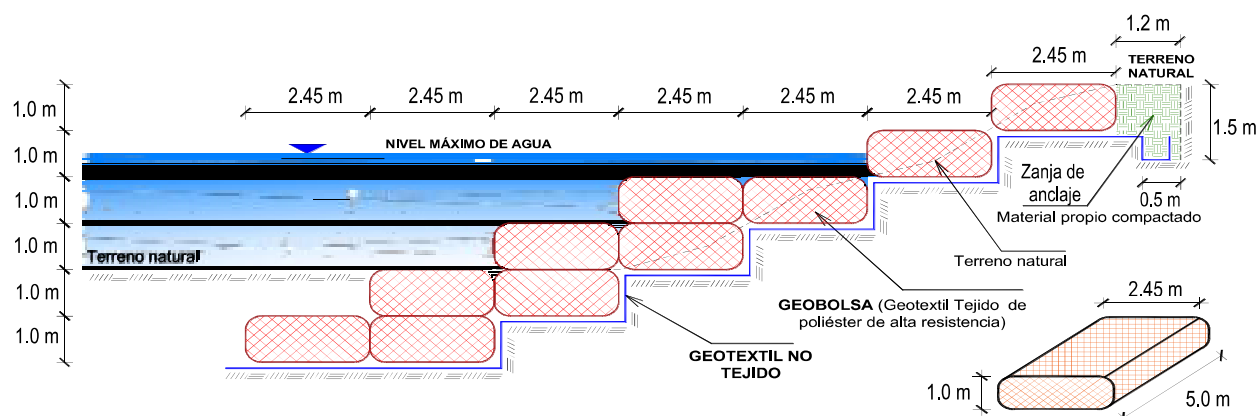 1.2 m
2.45 m
TERRENO
NATURAL
2.45 m
2.45 m
2.45 m
2.45 m
2.45 m
2.45 m
1.0 m
1.0 m
1.0 m
1.0 m
1.0 m
1.0 m
NIVEL MÁXIMO DE AGUA
1.5 m
Zanja de
anclaje
0.5 m
Material propio compactado
Terreno natural
Terreno natural
GEOBOLSA (Geotextil Tejido de
poliéster de alta resistencia)
GEOTEXTIL NO
TEJIDO
2.45 m
1.0 m
5.0 m